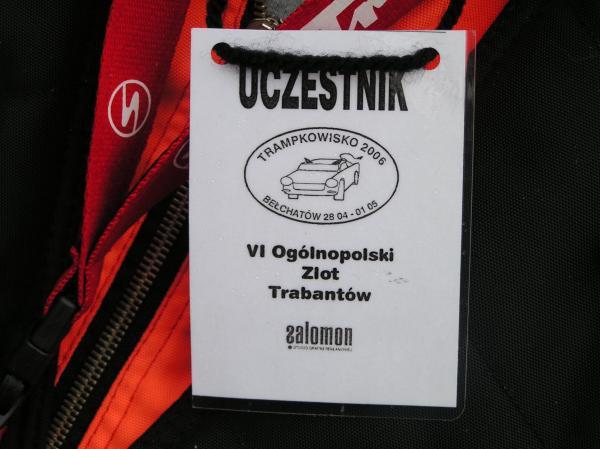 UCZESTNIK
TRAMPKOWISKO 2006
BEŁCHATÓW 28 04 - 01 05
VI Ogólnopolski
Zlot
Trabantów
salomon